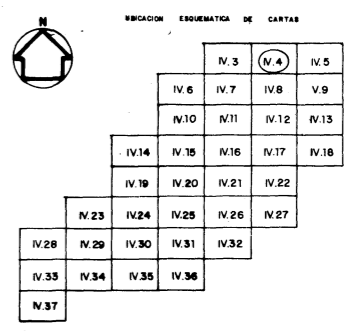 N
UBICACION ESQUEMATICA DE CARTAS
IV.3 IV.4 IV.5
IV.6 IV.7 IV.8 V.9
IV.10 IV.11 IV.12 IV.13
IV.14 IV.15 IV.16 IV.17 IV.18
IV.19 IV.20 IV.21 IV.22
IV.23 IV.24 IV.25 IV.26 IV.27
IV.28 IV.29 IV.30 IV.31 IV.32
IV.33 IV.34 IV.35 IV.36
IV.37